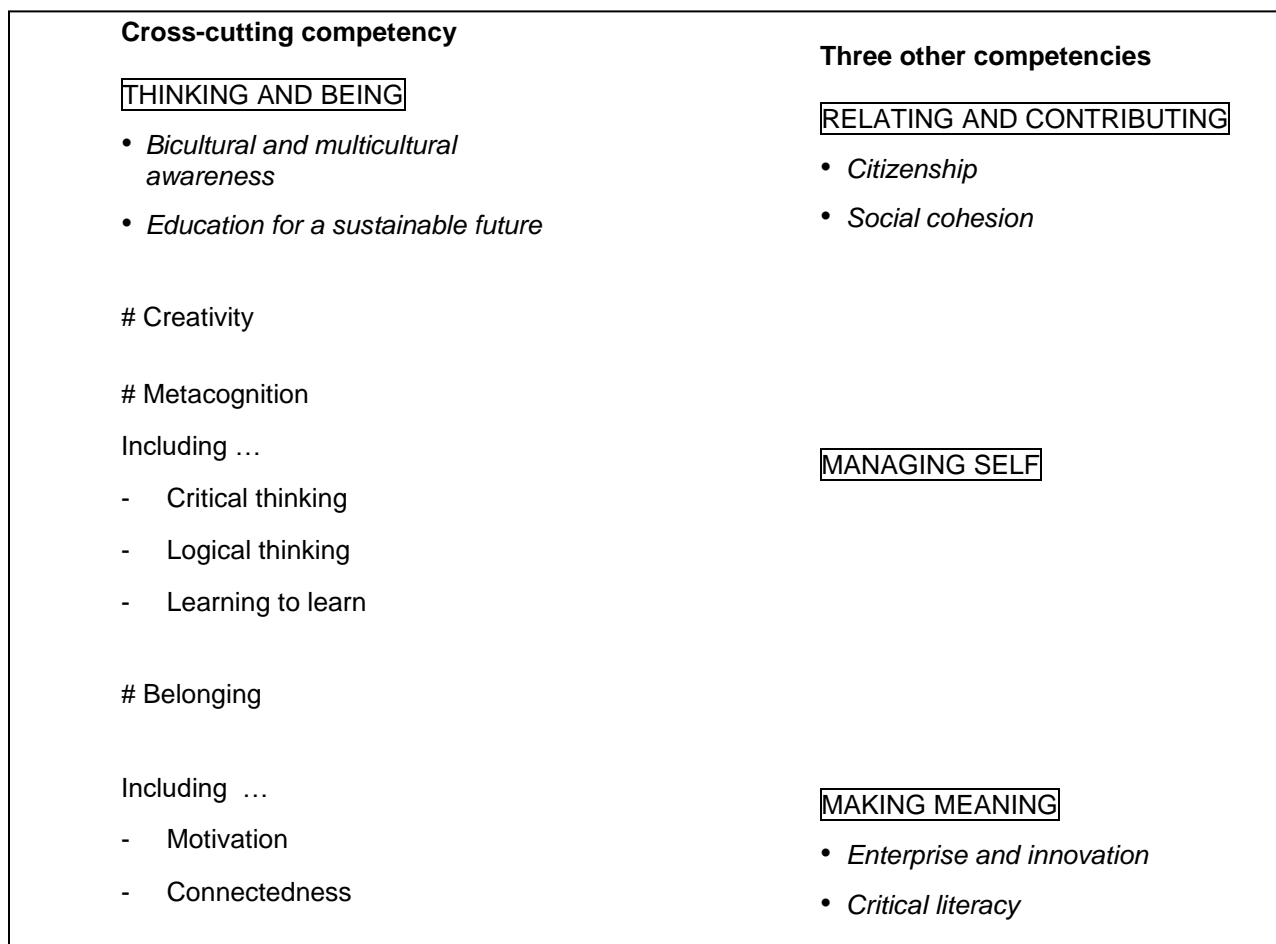 Cross-cutting competency
THINKING AND BEING
• Bicultural and multicultural
awareness
• Education for a sustainable future
# Creativity
# Metacognition
Including …
- Critical thinking
- Logical thinking
- Learning to learn
# Belonging
Including …
- Motivation
- Connectedness
Three other competencies
RELATING AND CONTRIBUTING
• Citizenship
• Social cohesion
MANAGING SELF
MAKING MEANING
• Enterprise and innovation
• Critical literacy